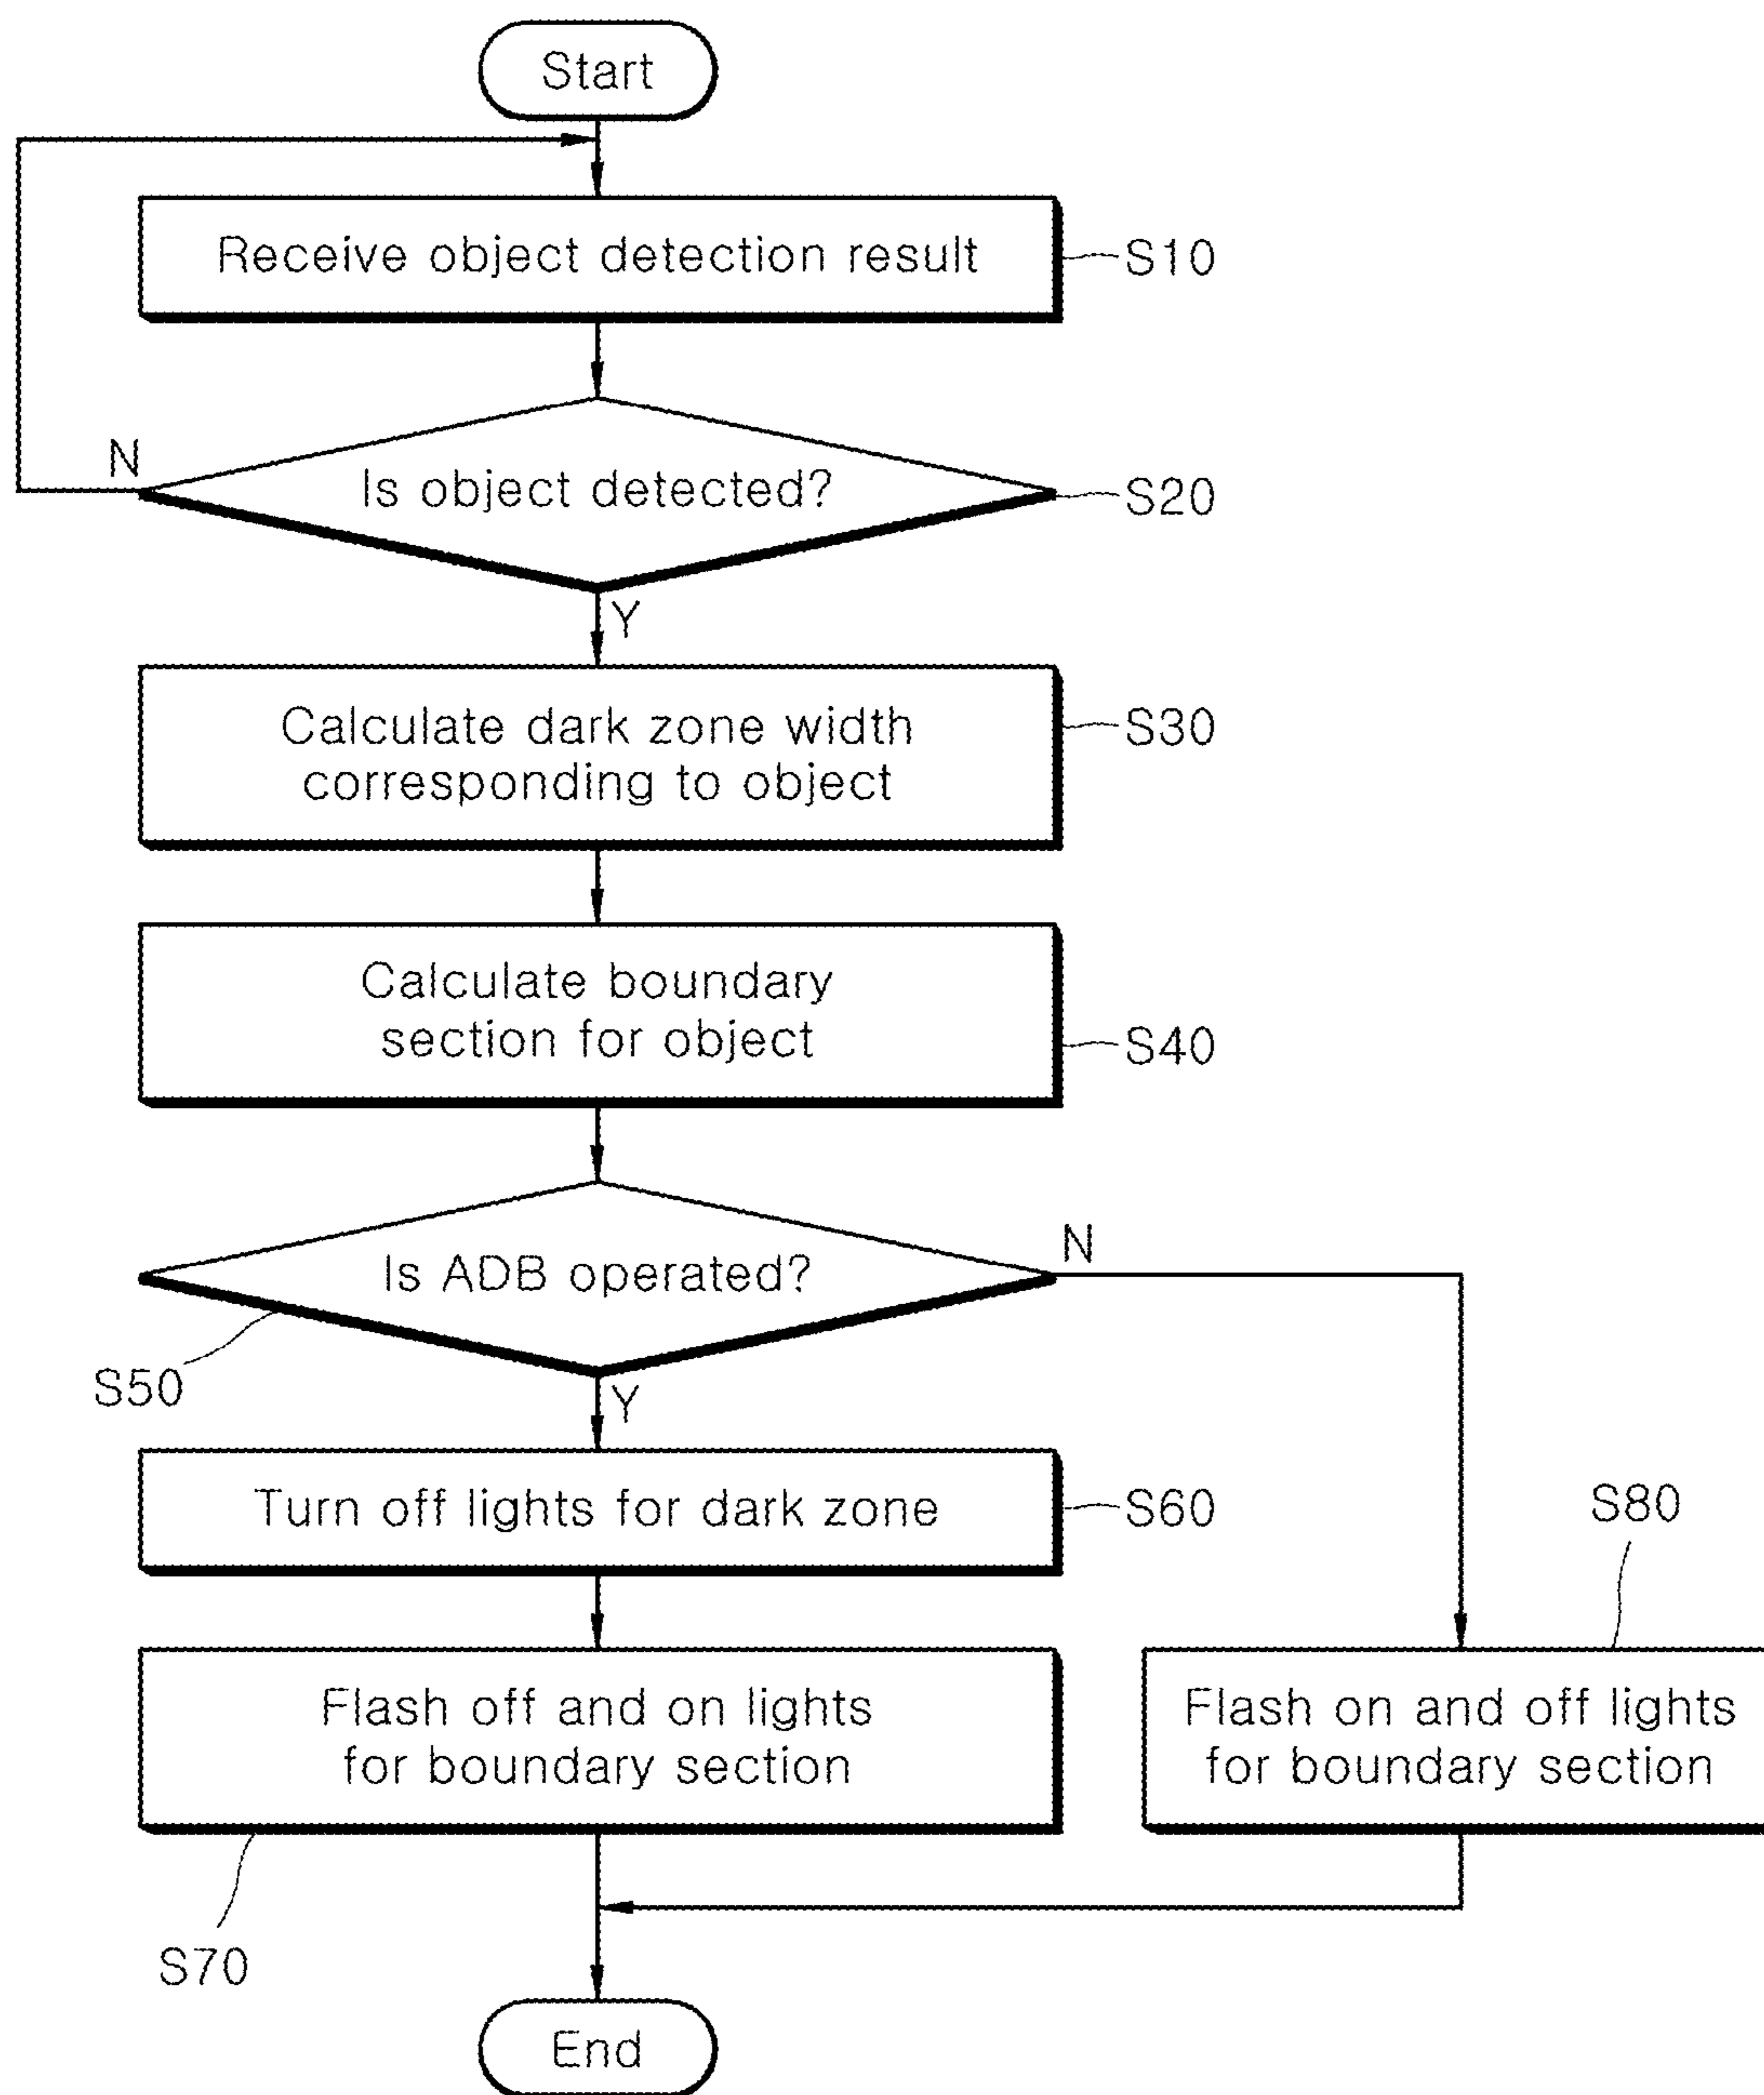 Start
Receive object detection result
S10
N
Is object detected?
S20
Y
Calculate dark zone width
corresponding to object
S30
Calculate boundary
section for object
S40
N
Is ADB operated?
S50
Y
Turn off lights for dark zone
S60
S80
Flash off and on lights
for boundary section
Flash on and off lights
for boundary section
S70
End